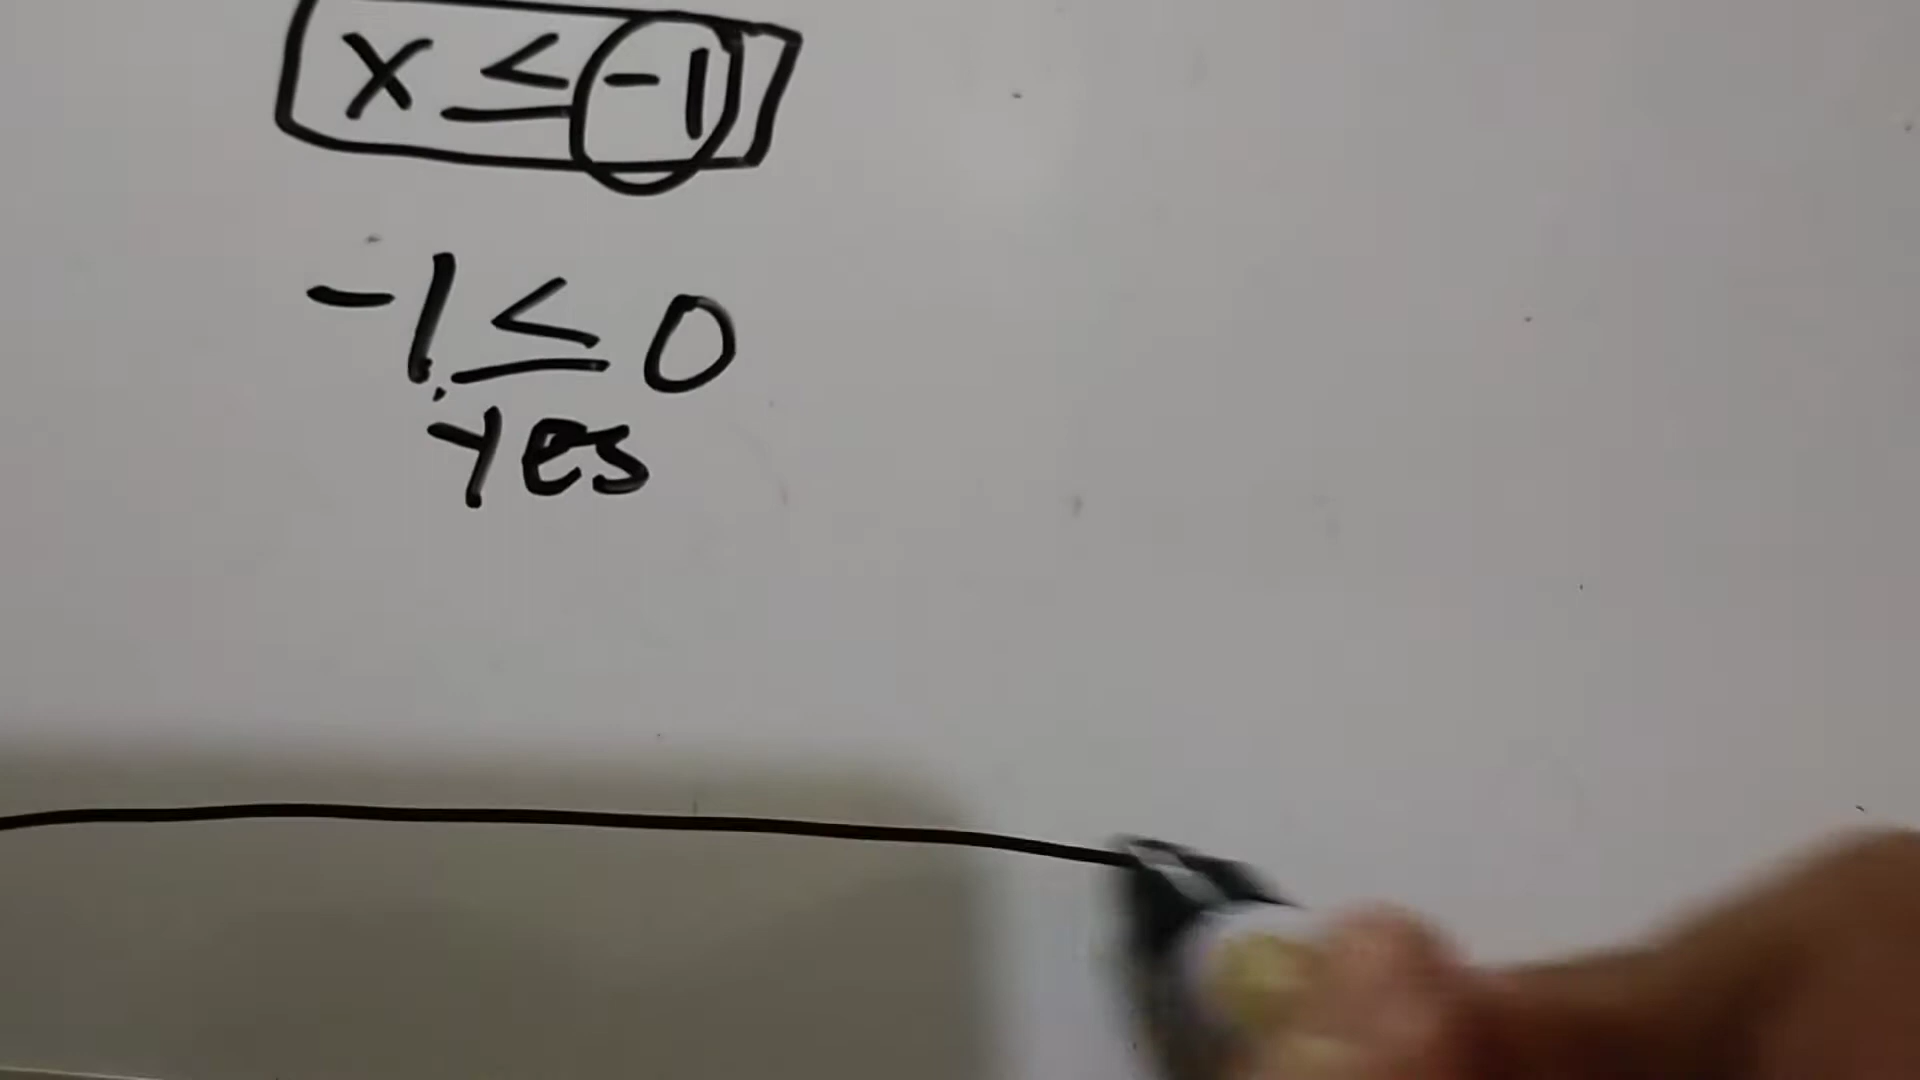 x ≤ -1
-1 ≤ 0
yes